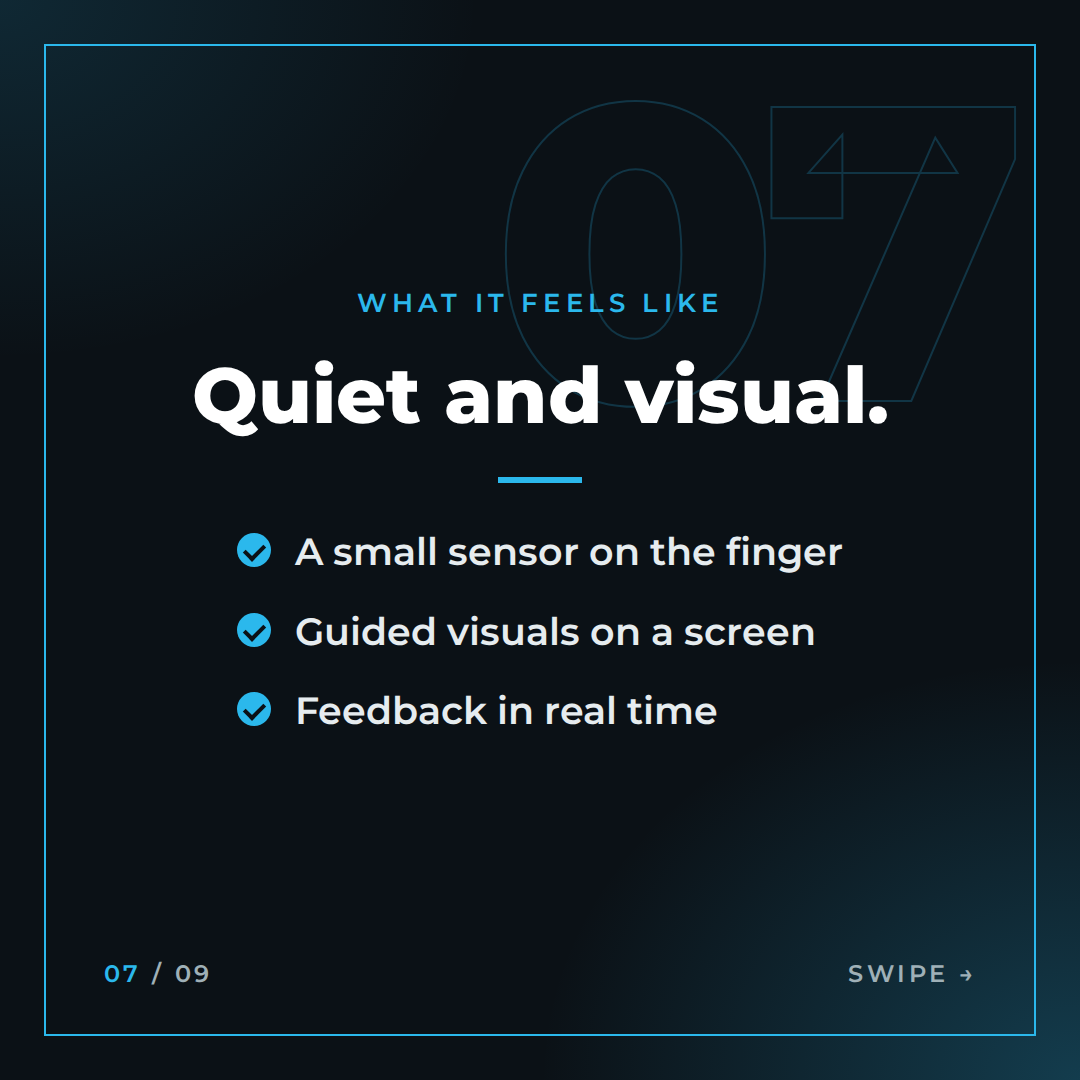 07
WHAT IT FEELS LIKE
Quiet and visual.
A small sensor on the finger
Guided visuals on a screen
Feedback in real time
07 / 09
SWIPE →